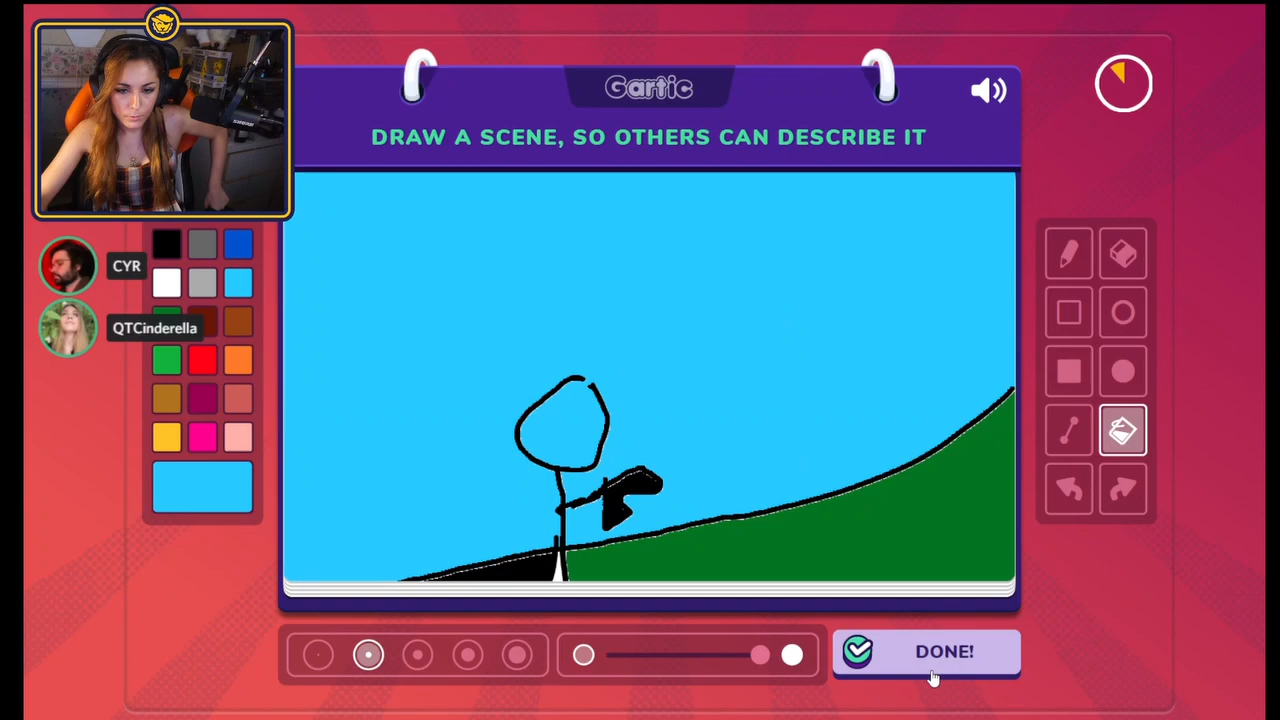 Gartic
DRAW A SCENE, SO OTHERS CAN DESCRIBE IT
CYR
QTCinderella
DONE!